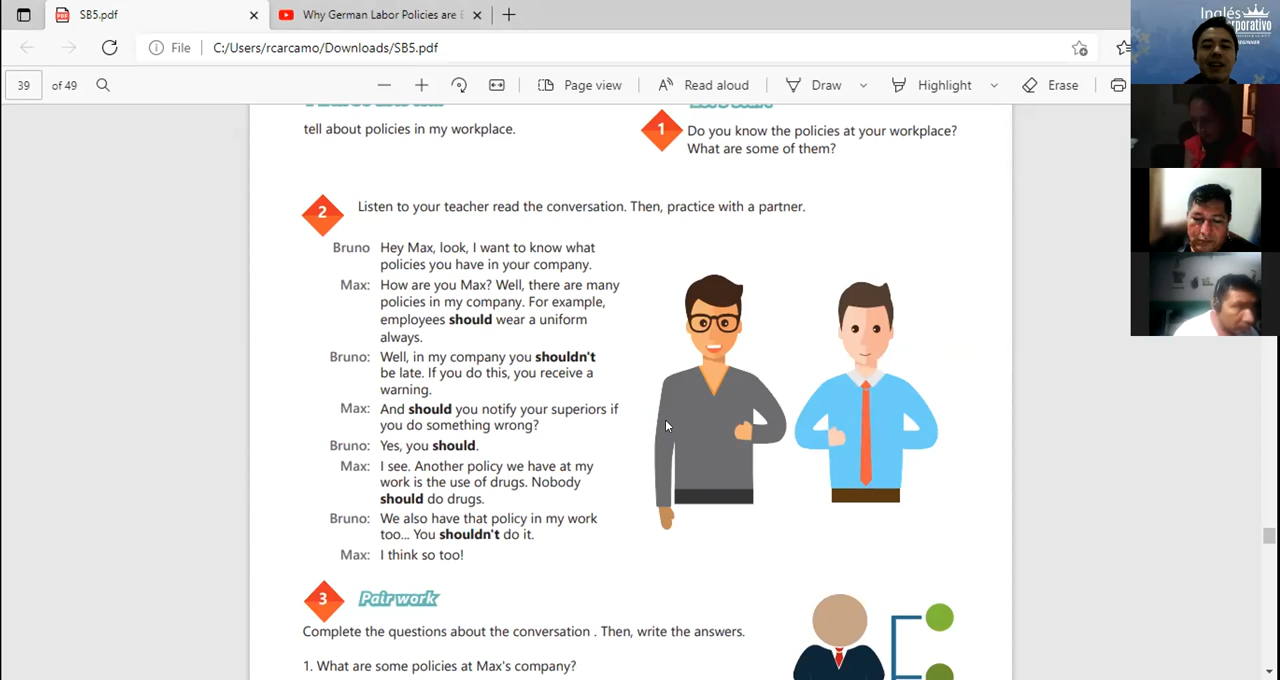 SB5.pdf
Why German Labor Policies are
File
C:/Users/rcarcamo/Downloads/SB5.pdf
39 of 49
Page view
Read aloud
Draw
Highlight
Erase
Inglés
BEGINNER
tell about policies in my workplace.
1
Do you know the policies at your workplace?
What are some of them?
2
Listen to your teacher read the conversation. Then, practice with a partner.
Bruno Hey Max, look, I want to know what
policies you have in your company.
Max: How are you Max? Well, there are many
policies in my company. For example,
employees should wear a uniform
always.
Bruno: Well, in my company you shouldn't
be late. If you do this, you receive a
warning.
Max: And should you notify your superiors if
you do something wrong?
Bruno: Yes, you should.
Max: I see. Another policy we have at my
work is the use of drugs. Nobody
should do drugs.
Bruno: We also have that policy in my work
too... You shouldn't do it.
Max: I think so too!
3
Pair work
Complete the questions about the conversation . Then, write the answers.
1. What are some policies at Max's company?